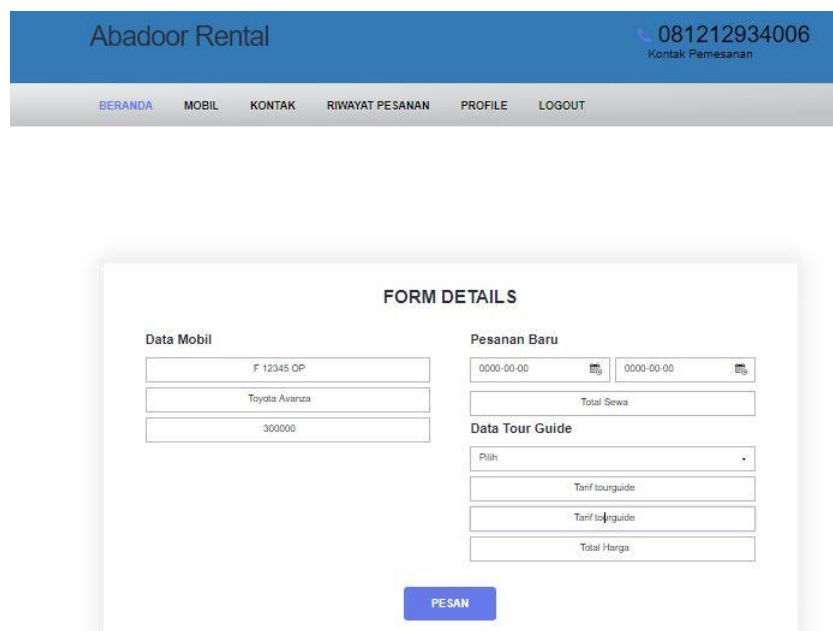 Abadoor Rental
081212934006
Kontak Pemesanan
BERANDA MOBIL KONTAK RIWAYAT PESANAN PROFILE LOGOUT
FORM DETAILS
Data Mobil
F 12345 OP
Toyota Avanza
300000
Pesanan Baru
0000-00-00 0000-00-00
Total Sewa
Data Tour Guide
Pilih
Tarif tourguide
Tarif tourguide
Total Harga
PESAN